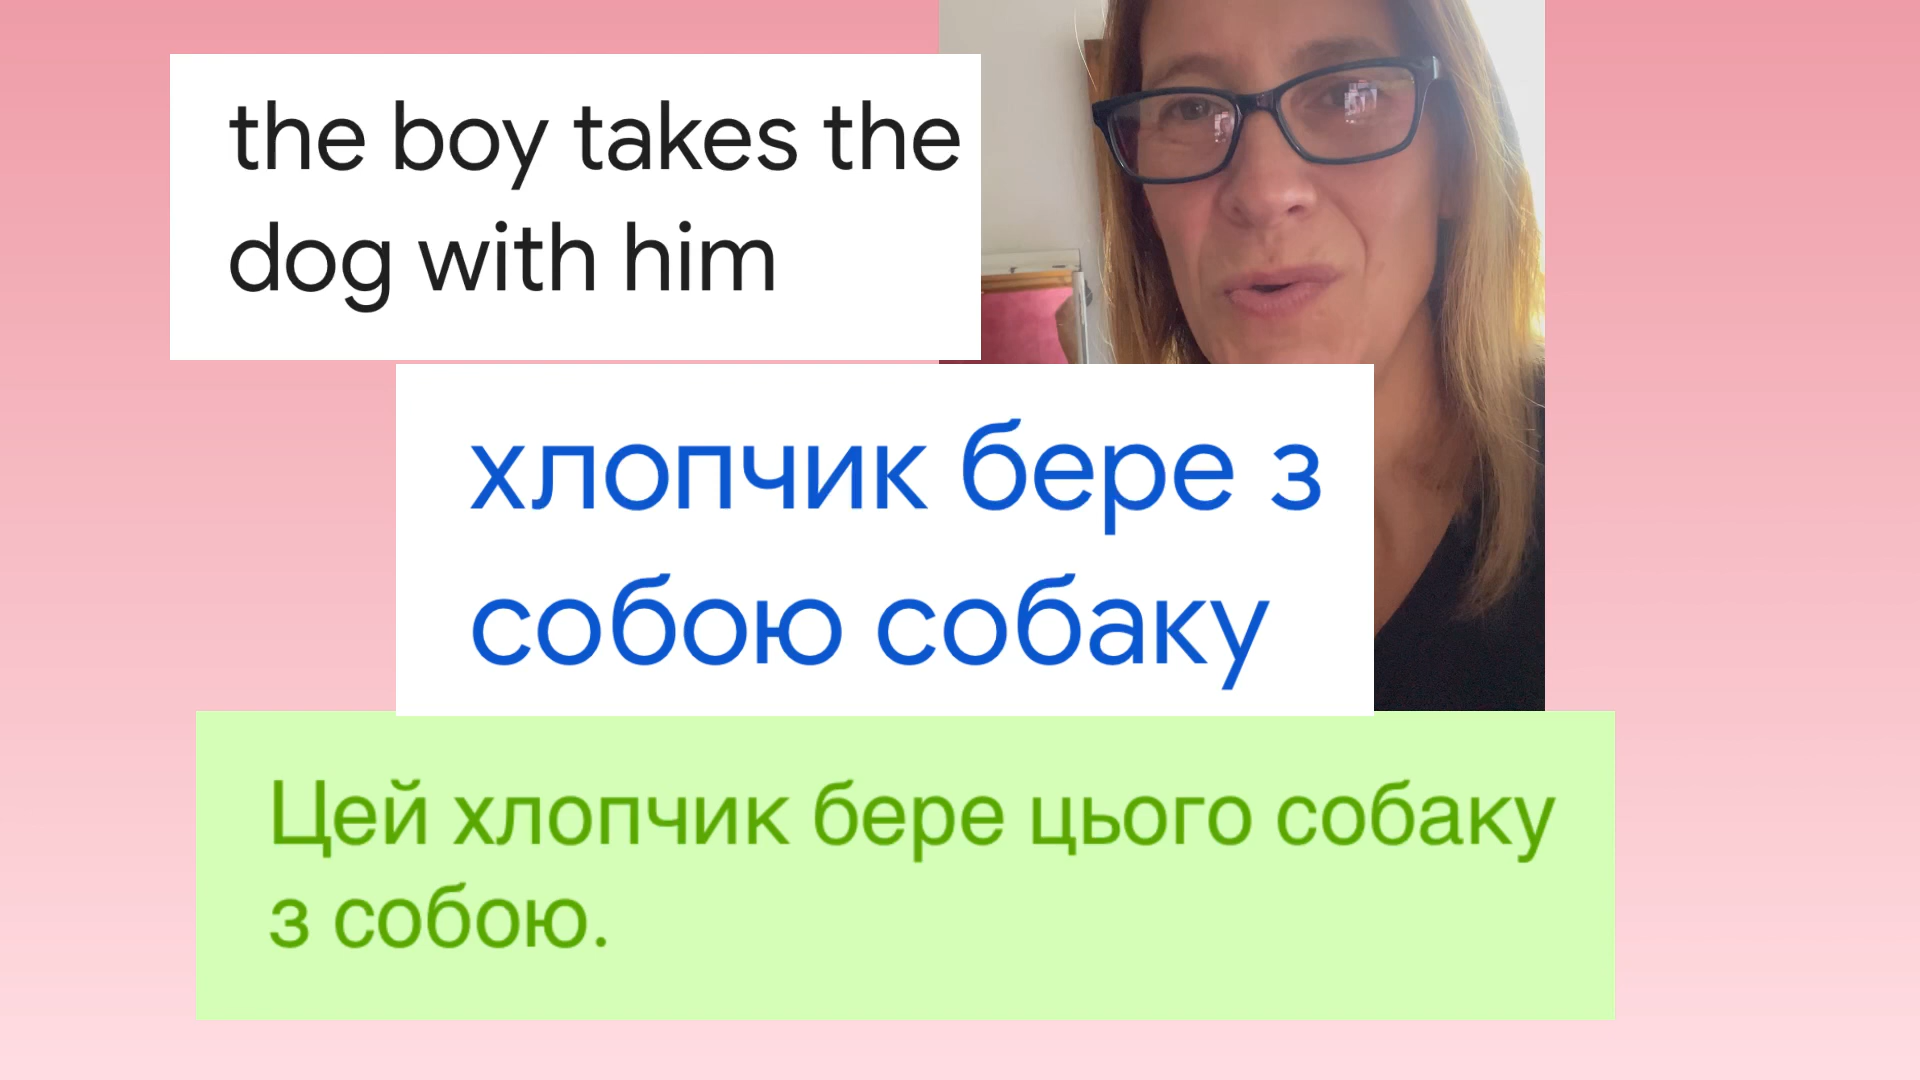 the boy takes the
dog with him
хлопчик бере з
собою собаку
Цей хлопчик бере цього собаку
з собою.